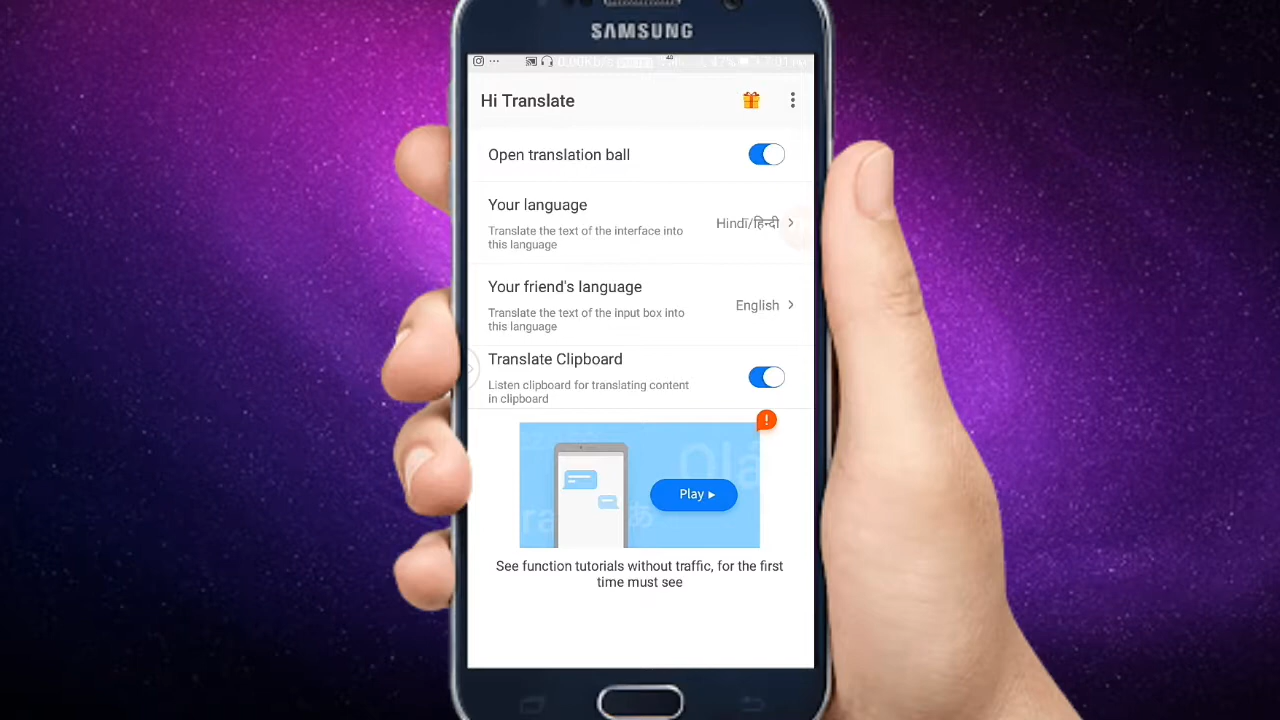 SAMSUNG
Hi Translate
Open translation ball
Your language
Translate the text of the interface into
this language
Hindi/हिन्दी
Your friend's language
Translate the text of the input box into
this language
English
Translate Clipboard
Listen clipboard for translating content
in clipboard
!
Olá
Play
See function tutorials without traffic, for the first
time must see